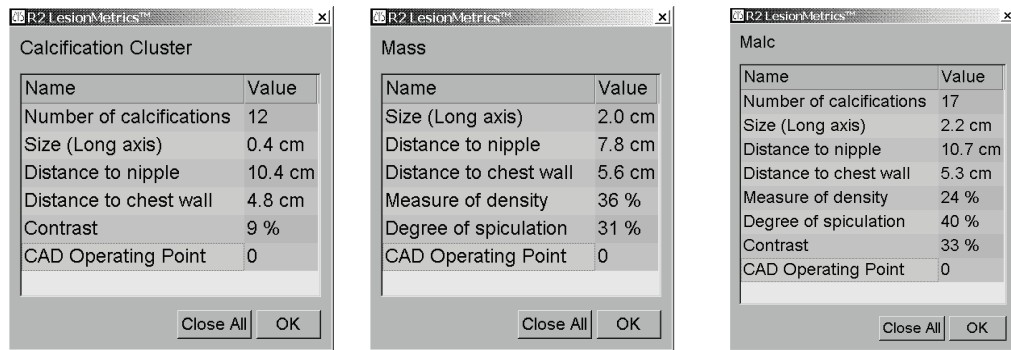 R2 LesionMetrics™
Calcification Cluster
Name Value
Number of calcifications 12
Size (Long axis) 0.4 cm
Distance to nipple 10.4 cm
Distance to chest wall 4.8 cm
Contrast 9 %
CAD Operating Point 0
Close All OK
R2 LesionMetrics™
Mass
Name Value
Size (Long axis) 2.0 cm
Distance to nipple 7.8 cm
Distance to chest wall 5.6 cm
Measure of density 36 %
Degree of spiculation 31 %
CAD Operating Point 0
Close All OK
R2 LesionMetrics™
Malc
Name Value
Number of calcifications 17
Size (Long axis) 2.2 cm
Distance to nipple 10.7 cm
Distance to chest wall 5.3 cm
Measure of density 24 %
Degree of spiculation 40 %
Contrast 33 %
CAD Operating Point 0
Close All OK